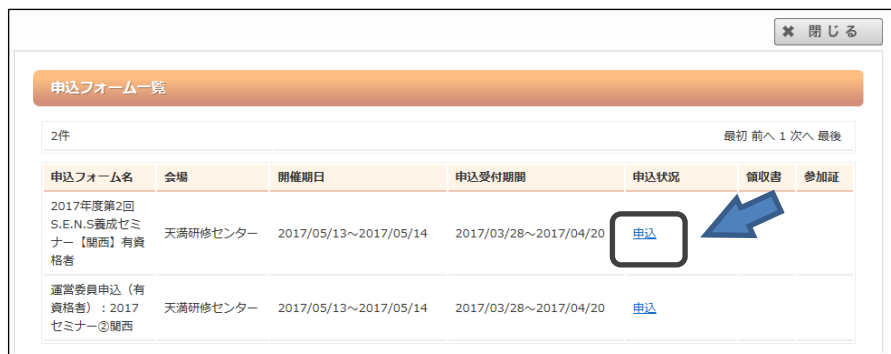 ✖ 閉じる
申込フォーム一覧
2件
最初 前へ 1 次へ 最後
申込フォーム名 会場 開催期日 申込受付期間 申込状況 領収書 参加証
2017年度第2回
S.E.N.S養成セミ
ナー【関西】有資
格者
天満研修センター 2017/05/13～2017/05/14 2017/03/28～2017/04/20 申込
運営委員申込（有
資格者）：2017
セミナー②関西
天満研修センター 2017/05/13～2017/05/14 2017/03/28～2017/04/20 申込